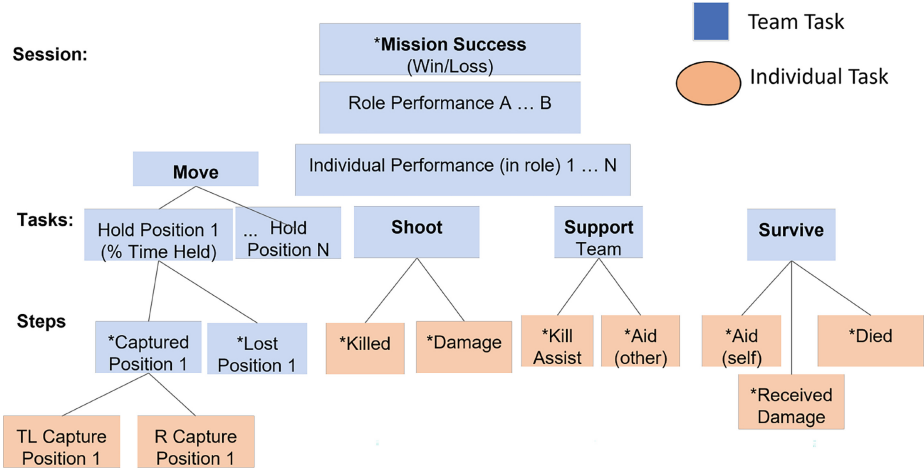 Team Task
Individual Task
Session:
*Mission Success
(Win/Loss)
Role Performance A ... B
Individual Performance (in role) 1 ... N
Move
Tasks:
Hold Position 1
(% Time Held)
... Hold
Position N
Shoot
Support
Team
Survive
Steps
*Captured
Position 1
*Lost
Position 1
*Killed
*Damage
*Kill
Assist
*Aid
(other)
*Aid
(self)
*Received
Damage
*Died
TL Capture
Position 1
R Capture
Position 1